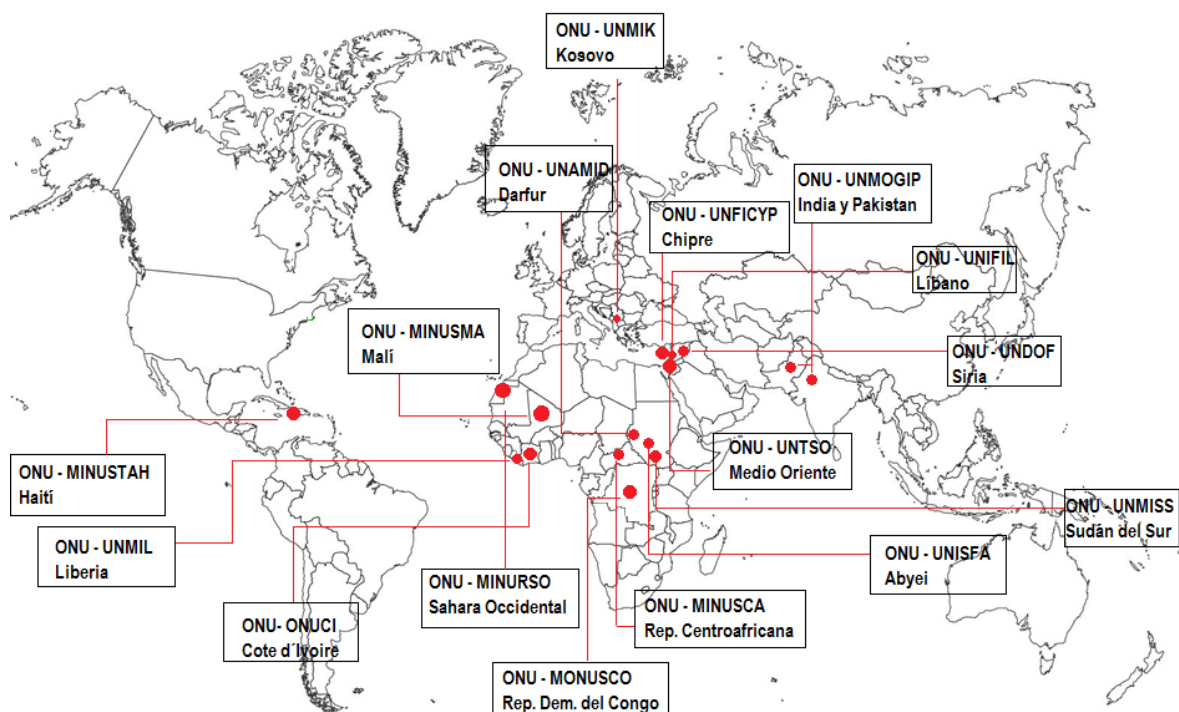 ONU - UNMIK
Kosovo
ONU - UNAMID
Darfur
ONU - UNMOGIP
India y Pakistan
ONU - UNFICYP
Chipre
ONU - UNIFIL
Líbano
ONU - MINUSMA
Malí
ONU - UNDOF
Siria
ONU - UNTSO
Medio Oriente
ONU - MINUSTAH
Haití
ONU - UNMISS
Sudán del Sur
ONU - UNMIL
Liberia
ONU - UNISFA
Abyei
ONU - MINURSO
Sahara Occidental
ONU - MINUSCA
Rep. Centroafricana
ONU- ONUCI
Cote d´Ivoire
ONU - MONUSCO
Rep. Dem. del Congo